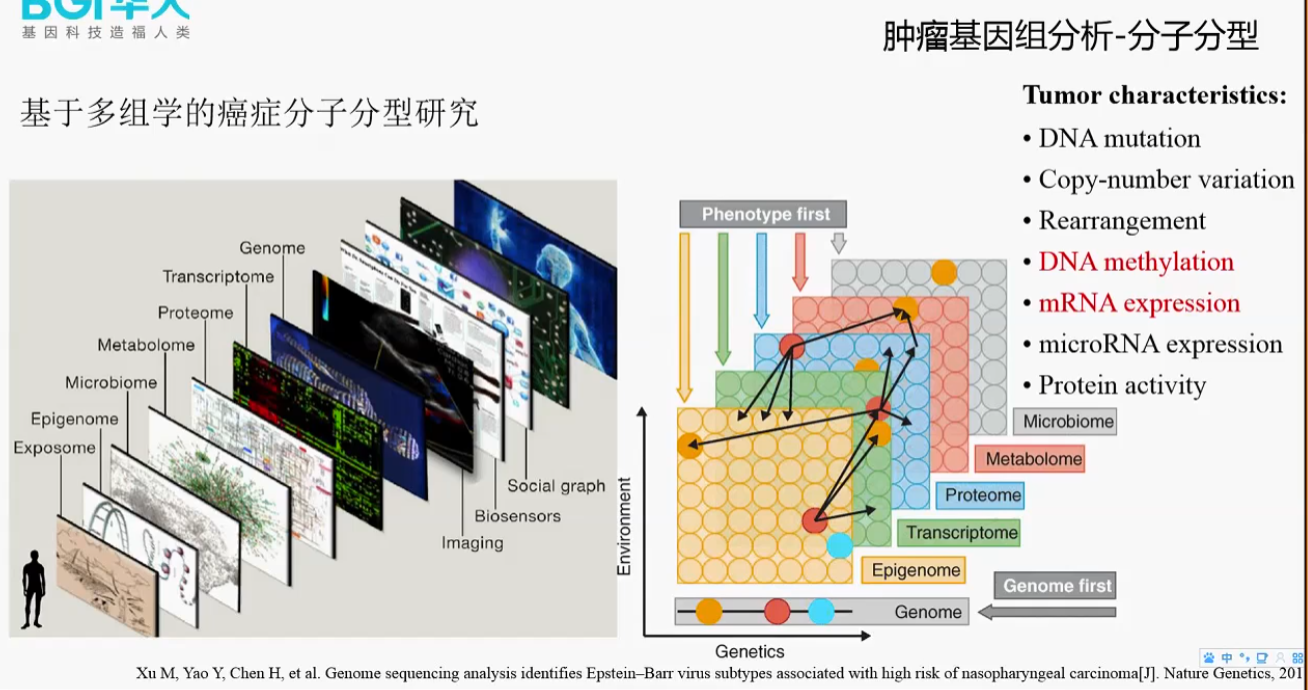 BGI华大
基因科技造福人类
肿瘤基因组分析-分子分型
基于多组学的癌症分子分型研究
Tumor characteristics:
• DNA mutation
• Copy-number variation
• Rearrangement
• DNA methylation
• mRNA expression
• microRNA expression
• Protein activity
Genome
Transcriptome
Proteome
Metabolome
Microbiome
Epigenome
Exposome
Social graph
Biosensors
Imaging
Phenotype first
Microbiome
Metabolome
Proteome
Transcriptome
Epigenome
Genome first
Genome
Environment
Genetics
中
Xu M, Yao Y, Chen H, et al. Genome sequencing analysis identifies Epstein–Barr virus subtypes associated with high risk of nasopharyngeal carcinoma[J]. Nature Genetics, 201